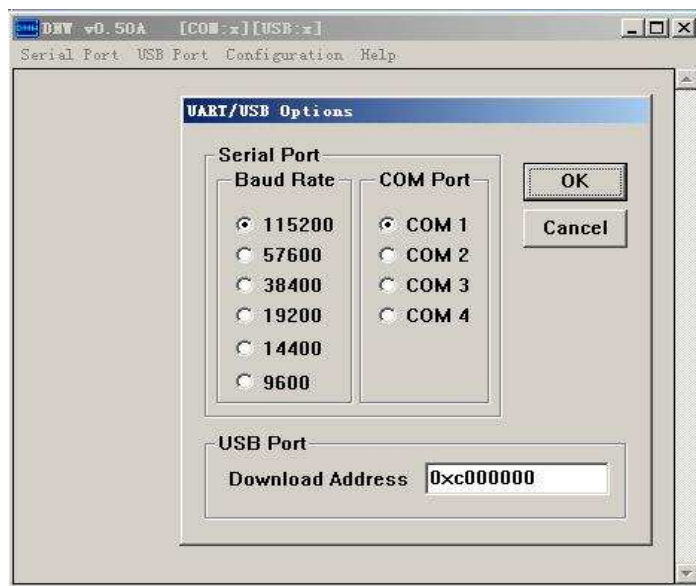 DNW v0.50A [COM:x][USB:x]
Serial Port USB Port Configuration Help
UART/USB Options
Serial Port
Baud Rate
115200
57600
38400
19200
14400
9600
COM Port
COM 1
COM 2
COM 3
COM 4
OK
Cancel
USB Port
Download Address 0xc000000